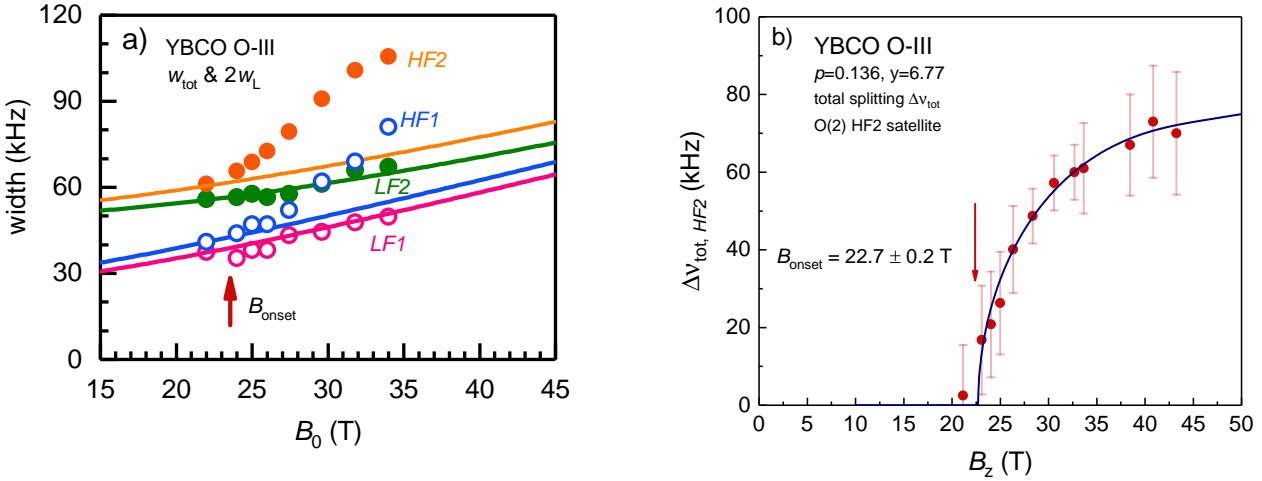 a)
YBCO O-III
w_tot & 2w_L
HF2
HF1
LF2
LF1
B_onset
width (kHz)
120
90
60
30
0
15 20 25 30 35 40 45
B_0 (T)
b)
YBCO O-III
p=0.136, y=6.77
total splitting Δν_tot
O(2) HF2 satellite
B_onset = 22.7 ± 0.2 T
Δν_tot, HF2 (kHz)
100
80
60
40
20
0
0 5 10 15 20 25 30 35 40 45 50
B_z (T)